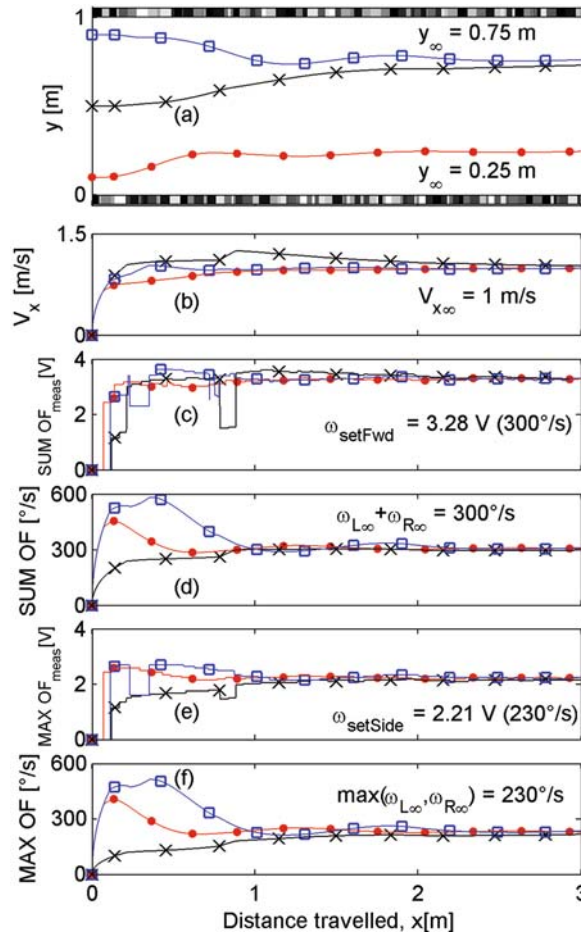 1
y∞ = 0.75 m
y [m]
(a)
y∞ = 0.25 m
0
1.5
Vx [m/s]
(b)
Vx∞ = 1 m/s
0
4
SUM OFmeas[V]
(c)
2
ωsetFwd = 3.28 V (300°/s)
0
600
SUM OF [°/s]
ωL∞+ωR∞ = 300°/s
300
(d)
0
4
MAX OFmeas[V]
2
(e)
ωsetSide = 2.21 V (230°/s)
0
600
MAX OF [°/s]
(f)
max(ωL∞,ωR∞) = 230°/s
300
0
0 1 2 3
Distance travelled, x[m]